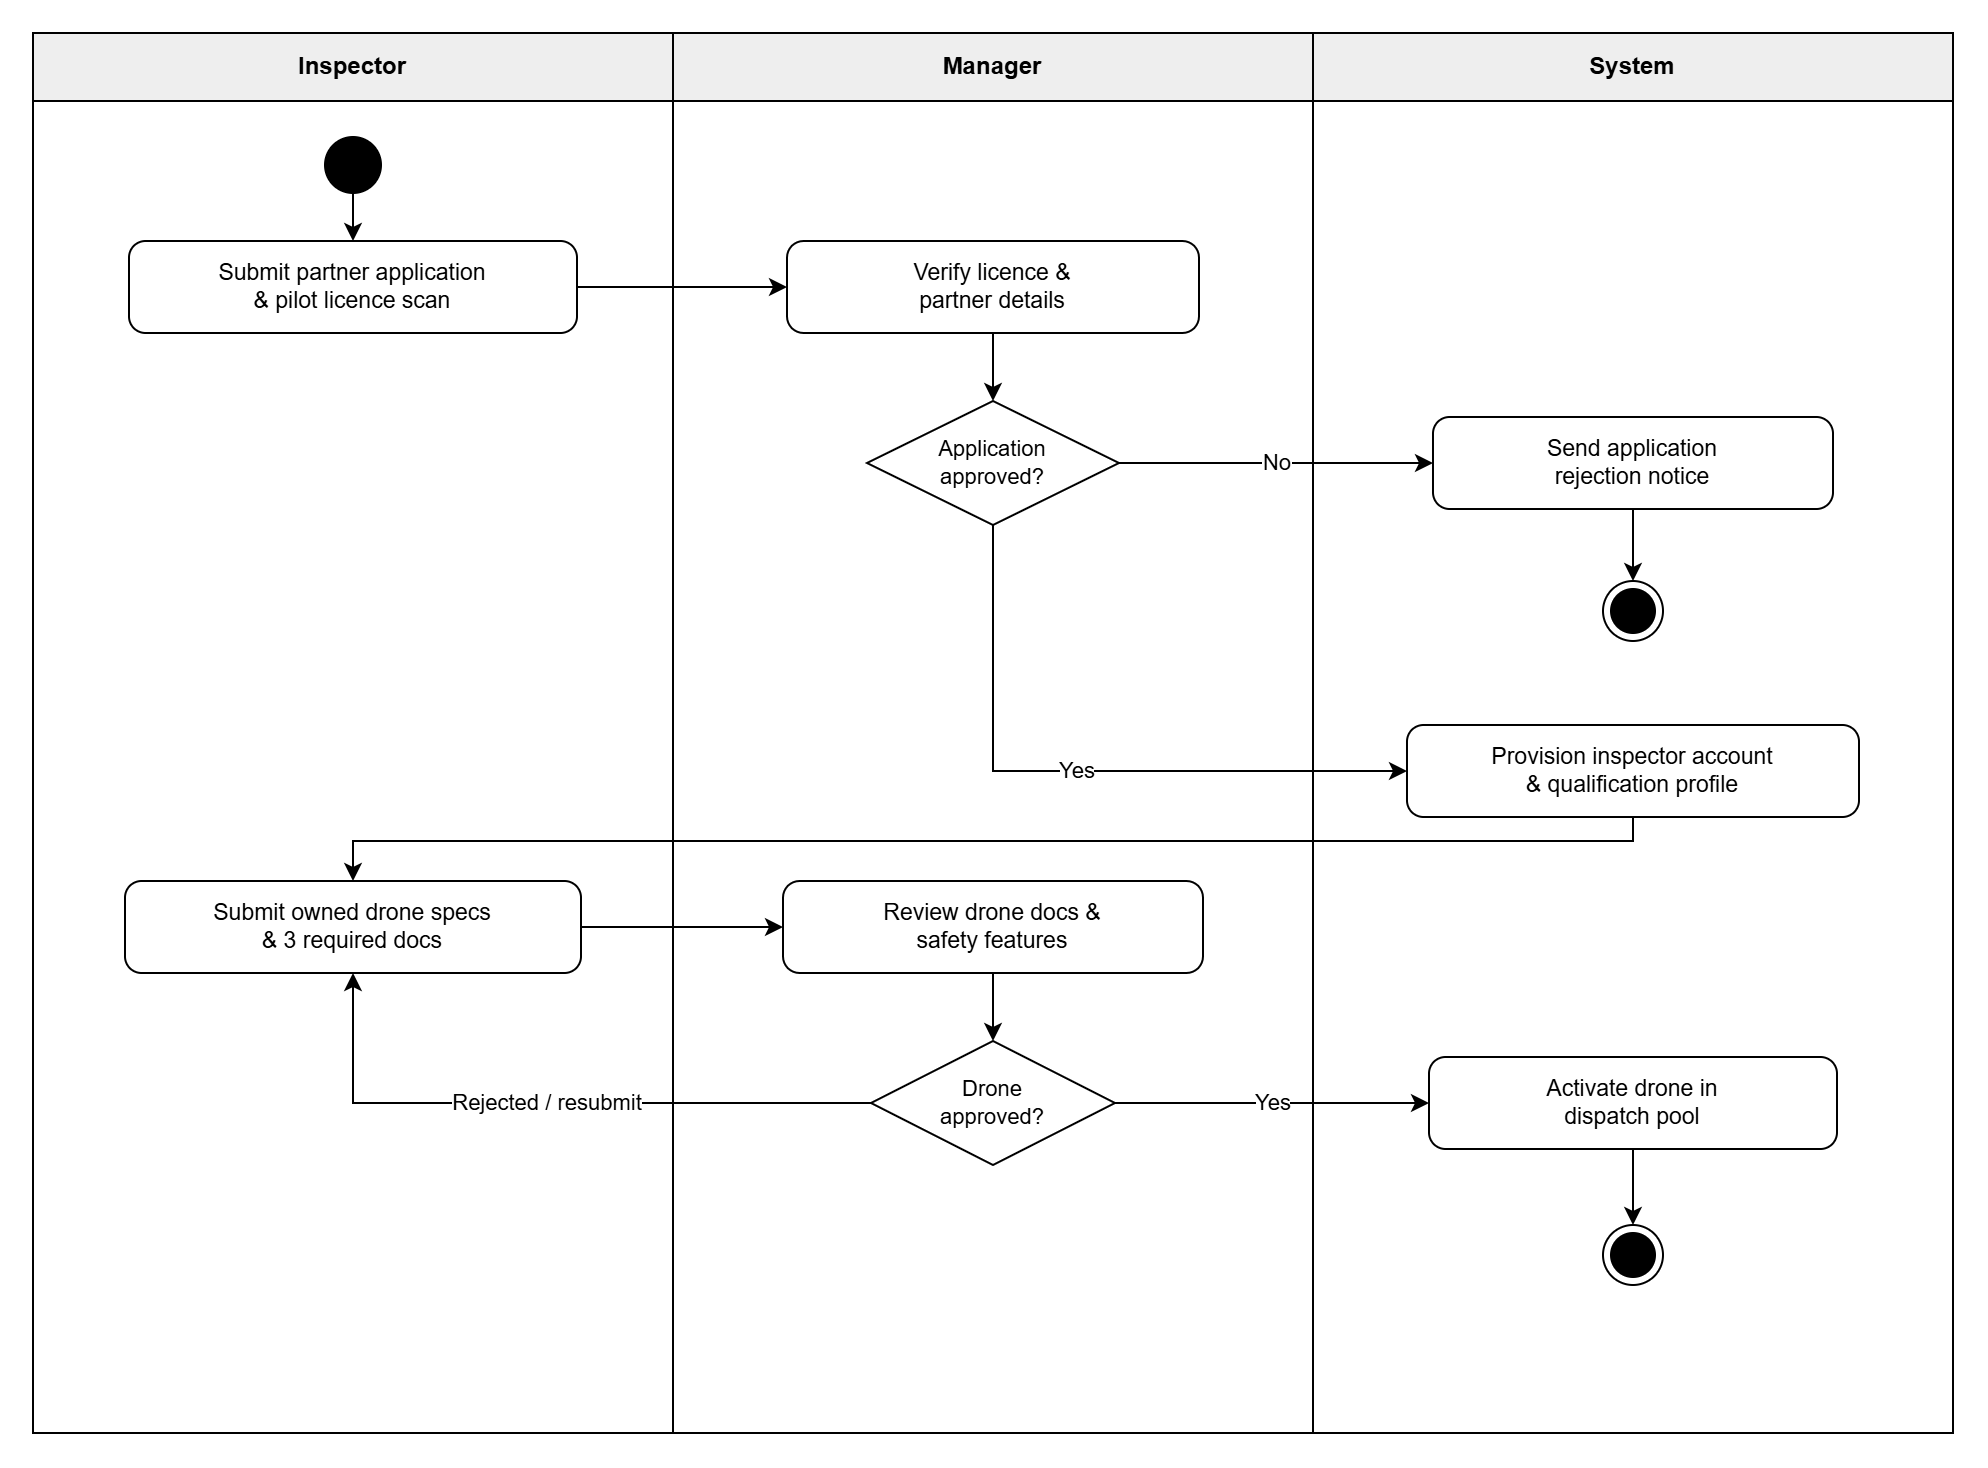 Inspector
Manager
System
Submit partner application
& pilot licence scan
Verify licence &
partner details
Application
approved?
No
Send application
rejection notice
Yes
Provision inspector account
& qualification profile
Submit owned drone specs
& 3 required docs
Review drone docs &
safety features
Rejected / resubmit
Drone
approved?
Yes
Activate drone in
dispatch pool